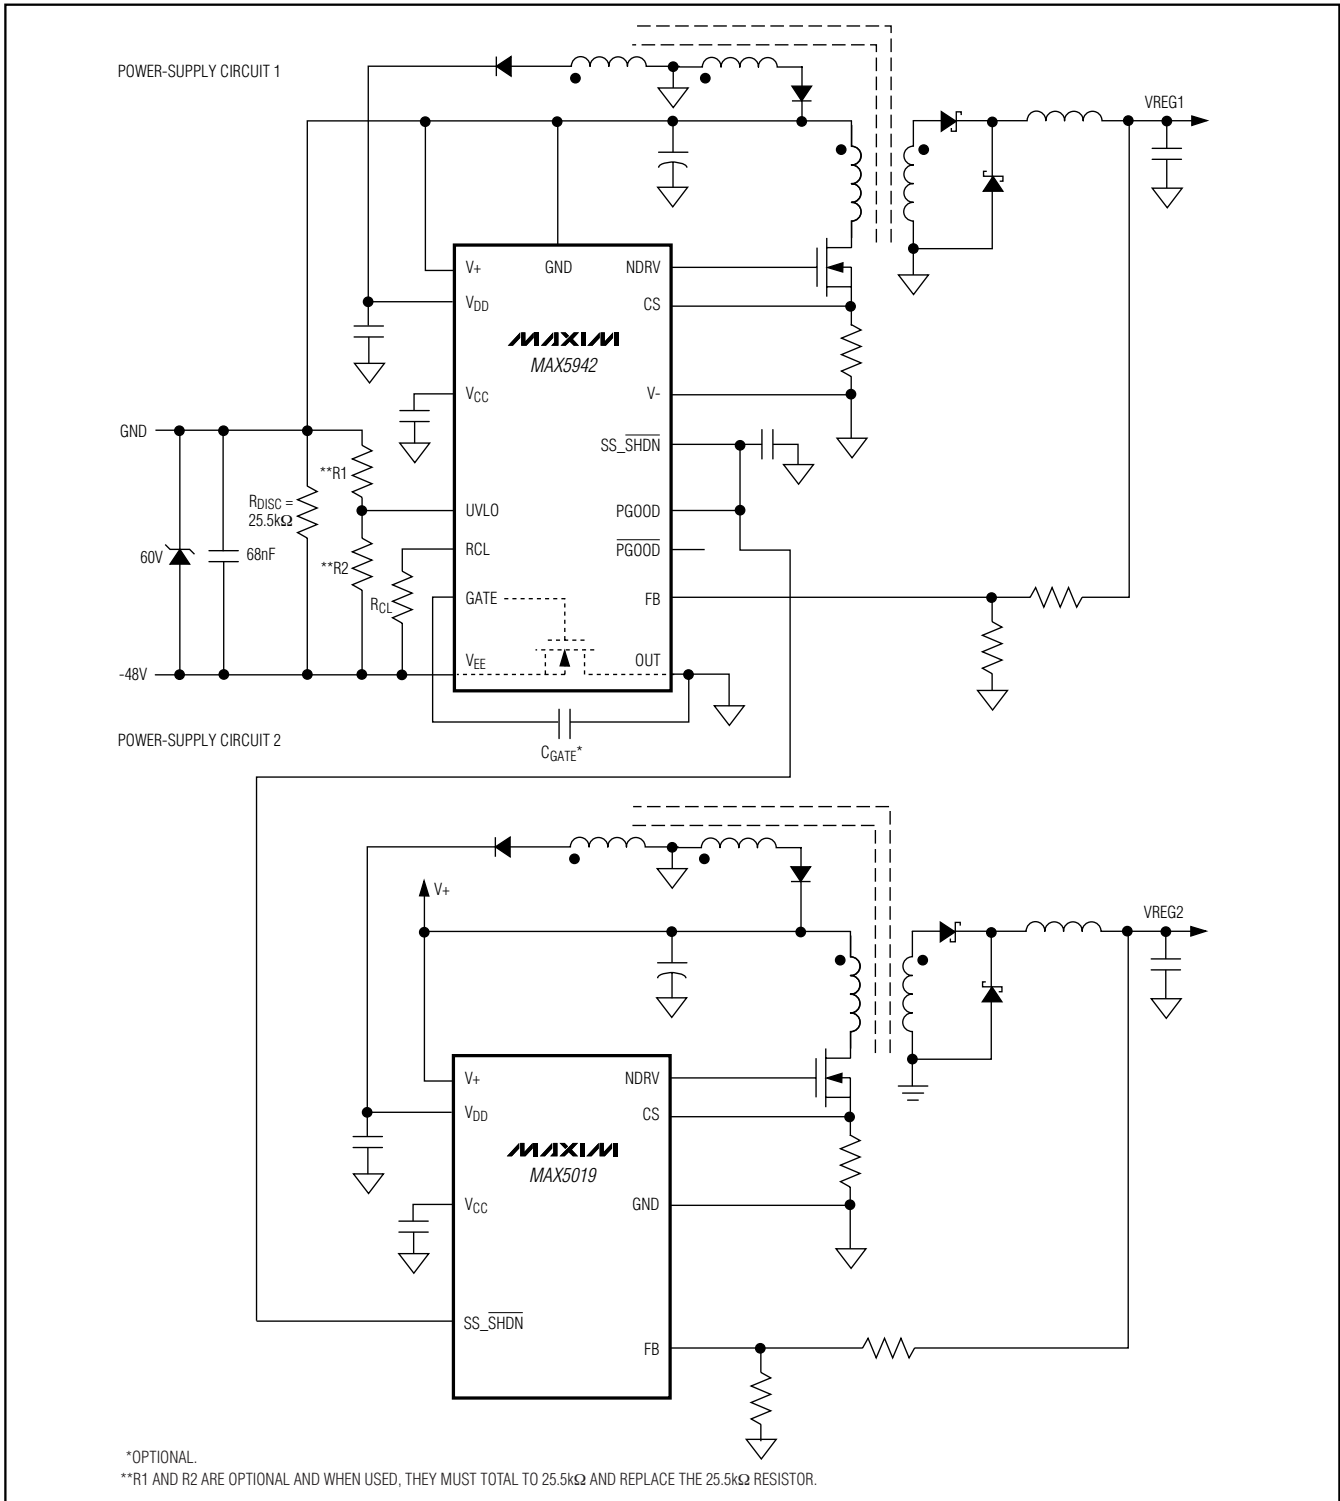 POWER-SUPPLY CIRCUIT 1
VREG1
V+
GND
NDRV
VDD
CS
MAXIM
MAX5942
VCC
V-
GND
SS_SHDN
**R1
RDISC =
25.5kΩ
UVLO
PGOOD
60V
68nF
**R2
RCL
PGOOD
RCL
GATE
FB
VEE
OUT
-48V
CGATE*
POWER-SUPPLY CIRCUIT 2
V+
VREG2
V+
NDRV
VDD
CS
MAXIM
MAX5019
VCC
GND
SS_SHDN
FB
*OPTIONAL.
**R1 AND R2 ARE OPTIONAL AND WHEN USED, THEY MUST TOTAL TO 25.5kΩ AND REPLACE THE 25.5kΩ RESISTOR.